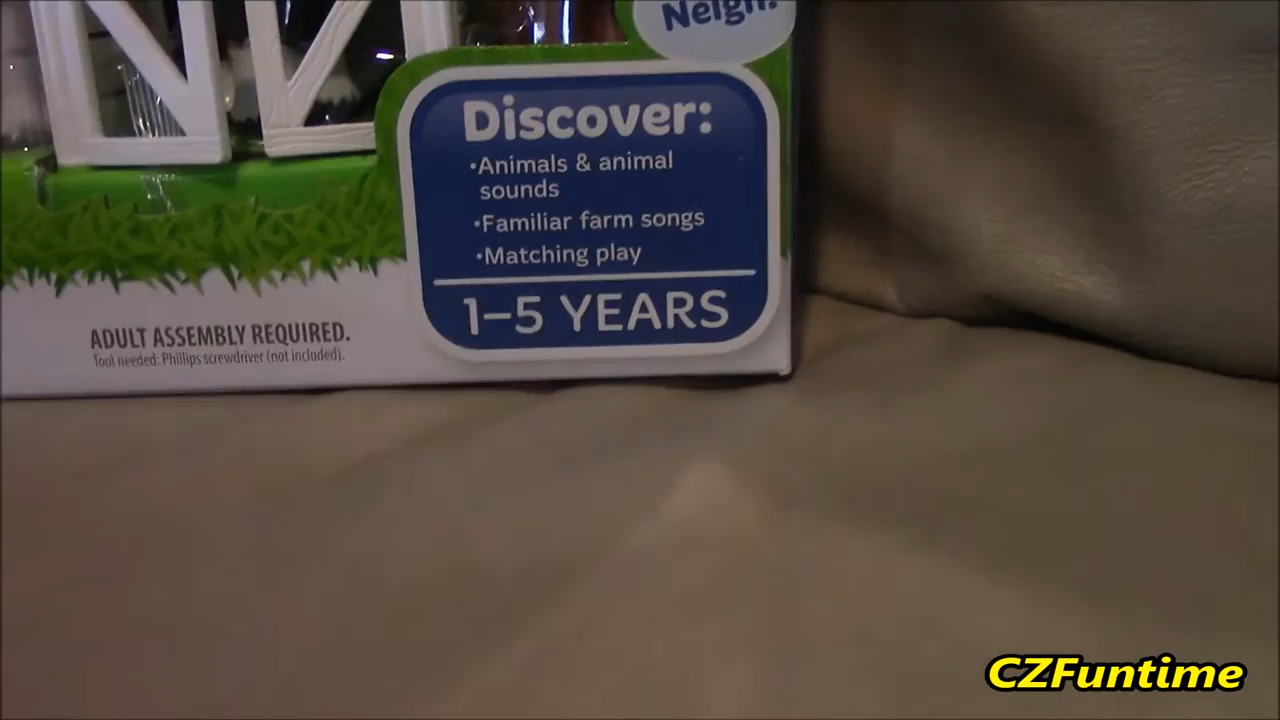 Neigh!
Discover:
•Animals & animal
sounds
•Familiar farm songs
•Matching play
1–5 YEARS
ADULT ASSEMBLY REQUIRED.
Tool needed: Phillips screwdriver (not included).
CZFuntime